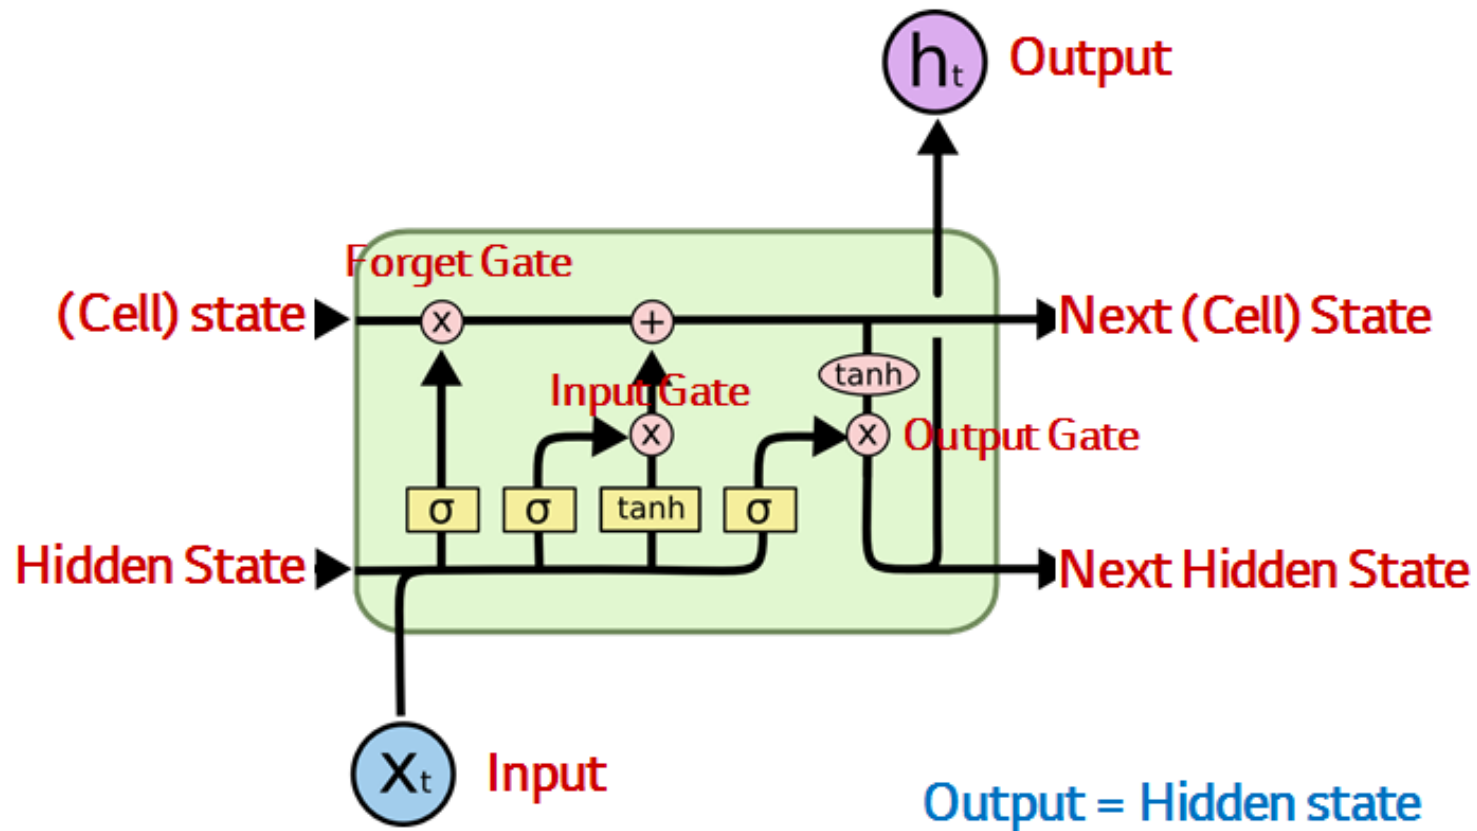 ht Output
Forget Gate
(Cell) state
x
+
Next (Cell) State
tanh
Input Gate
x
x
Output Gate
σ
σ
tanh
σ
Hidden State
Next Hidden State
xt Input
Output = Hidden state